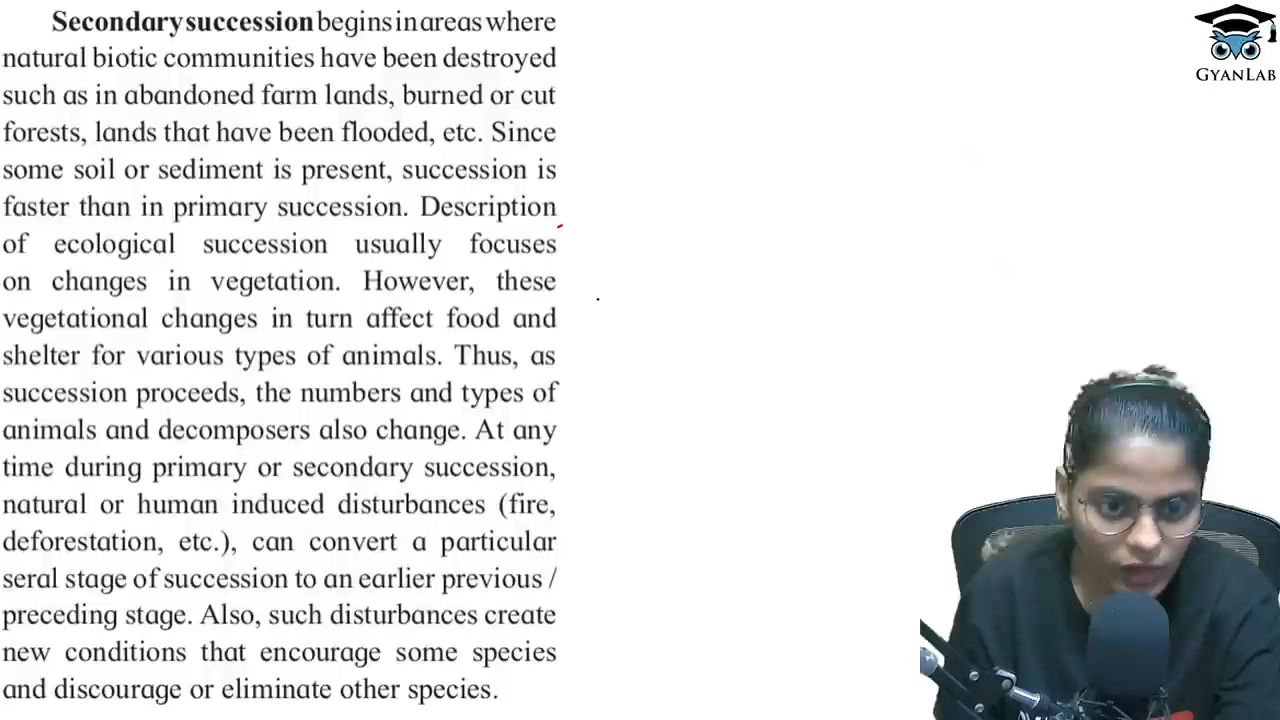 Secondary succession begins in areas where
natural biotic communities have been destroyed
such as in abandoned farm lands, burned or cut
forests, lands that have been flooded, etc. Since
some soil or sediment is present, succession is
faster than in primary succession. Description
of ecological succession usually focuses
on changes in vegetation. However, these
vegetational changes in turn affect food and
shelter for various types of animals. Thus, as
succession proceeds, the numbers and types of
animals and decomposers also change. At any
time during primary or secondary succession,
natural or human induced disturbances (fire,
deforestation, etc.), can convert a particular
seral stage of succession to an earlier previous /
preceding stage. Also, such disturbances create
new conditions that encourage some species
and discourage or eliminate other species.
GYANLAB